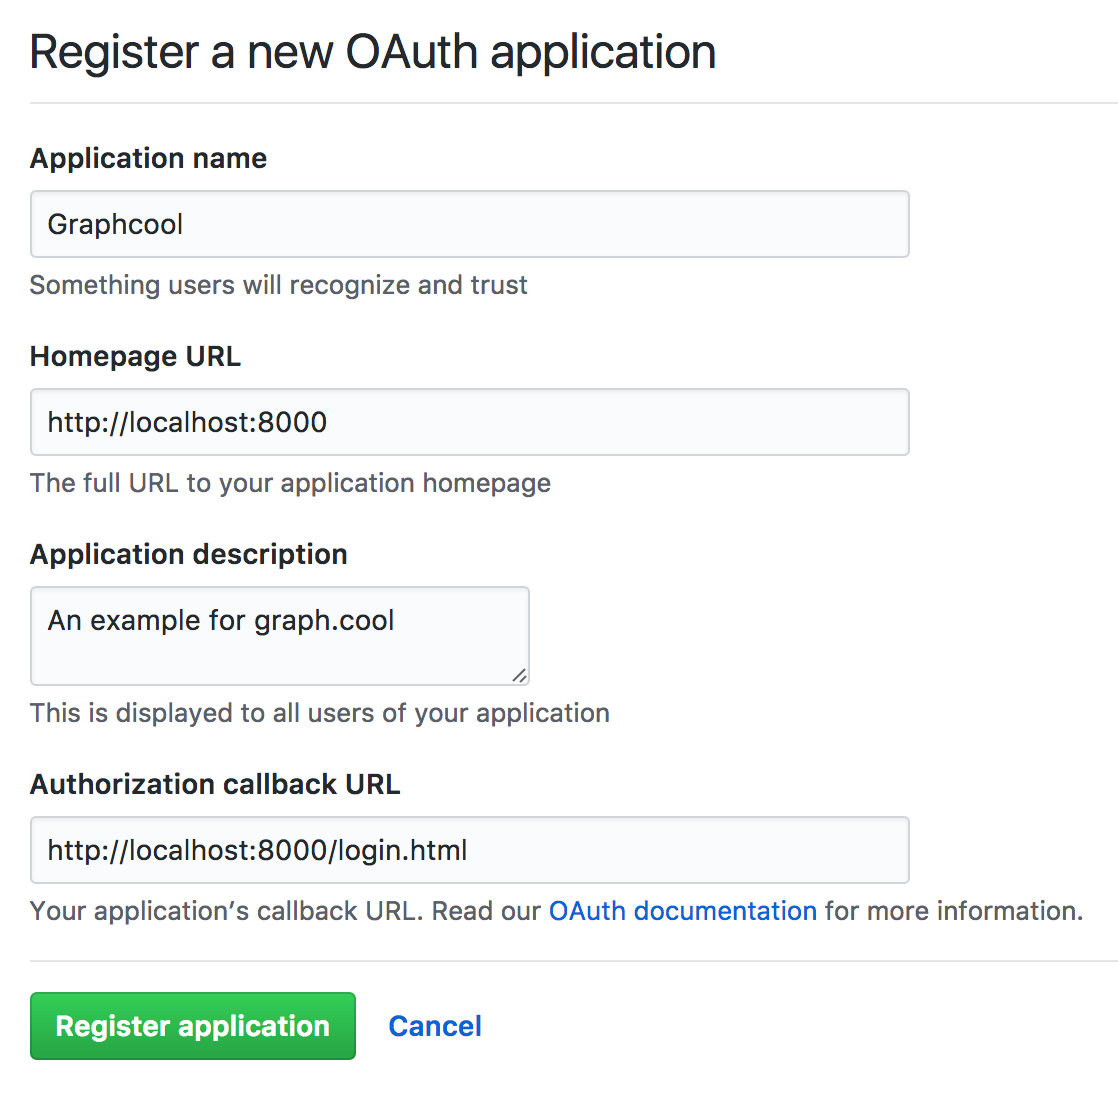 Register a new OAuth application
Application name
Graphcool
Something users will recognize and trust
Homepage URL
http://localhost:8000
The full URL to your application homepage
Application description
An example for graph.cool
This is displayed to all users of your application
Authorization callback URL
http://localhost:8000/login.html
Your application’s callback URL. Read our OAuth documentation for more information.
Register application Cancel